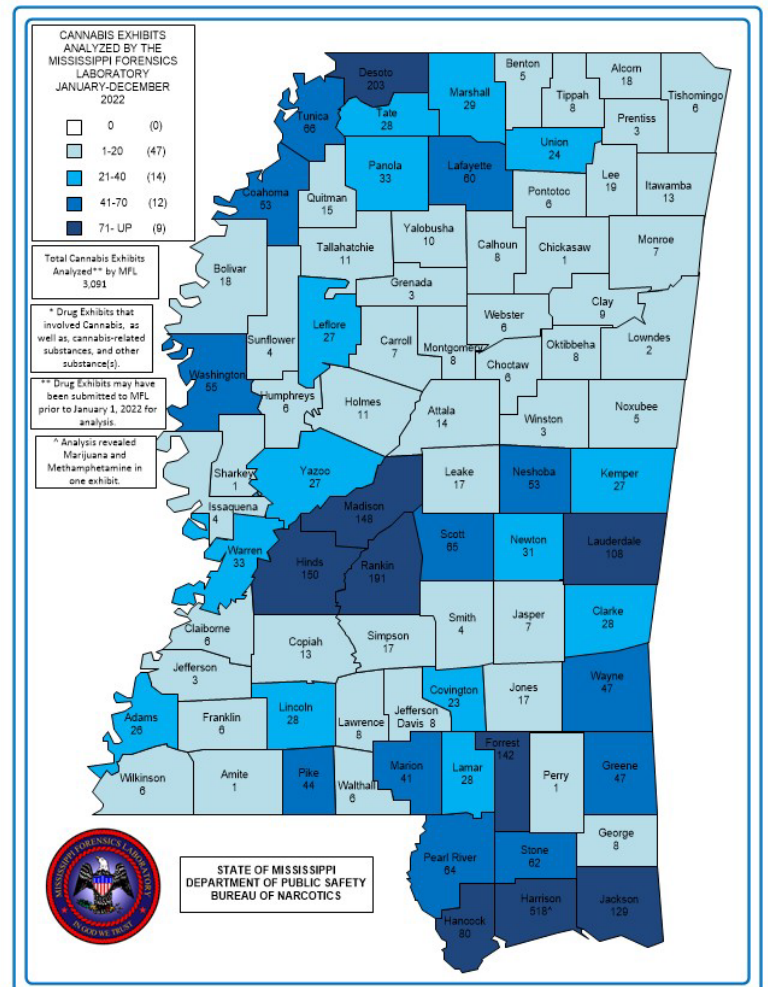 CANNABIS EXHIBITS
ANALYZED BY THE
MISSISSIPPI FORENSICS
LABORATORY
JANUARY-DECEMBER
2022
0 (0)
1-20 (47)
21-40 (14)
41-70 (12)
71- UP (9)
Total Cannabis Exhibits
Analyzed** by MFL
3,091
* Drug Exhibits that
involved Cannabis, as
well as, cannabis-related
substances, and other
substance(s).
** Drug Exhibits may have
been submitted to MFL
prior to January 1, 2022 for
analysis.
^ Analysis revealed
Marijuana and
Methamphetamine in
one exhibit.
Desoto
203
Benton
5
Alcorn
18
Tippah
8
Tishomingo
6
Marshall
29
Prentiss
3
Tunica
66
Tate
28
Union
24
Panola
33
Lafayette
60
Lee
19
Itawamba
13
Coahoma
53
Quitman
15
Pontotoc
6
Yalobusha
10
Tallahatchie
11
Calhoun
8
Chickasaw
1
Monroe
7
Bolivar
18
Grenada
3
Clay
9
Webster
6
Leflore
27
Sunflower
4
Carroll
7
Montgomery
8
Choctaw
6
Oktibbeha
8
Lowndes
2
Washington
55
Humphreys
6
Holmes
11
Attala
14
Winston
3
Noxubee
5
Sharkey
1
Yazoo
27
Leake
17
Neshoba
53
Kemper
27
Issaquena
4
Madison
148
Warren
33
Hinds
150
Rankin
191
Scott
65
Newton
31
Lauderdale
108
Claiborne
6
Copiah
13
Simpson
17
Smith
4
Jasper
7
Clarke
28
Jefferson
3
Adams
26
Franklin
6
Lincoln
28
Lawrence
8
Jefferson
Davis 8
Covington
23
Jones
17
Wayne
47
Wilkinson
6
Amite
1
Pike
44
Walthall
6
Marion
41
Lamar
28
Forrest
142
Perry
1
Greene
47
George
8
Pearl River
64
Stone
62
Hancock
80
Harrison
518^
Jackson
129
MISSISSIPPI FORENSICS LABORATORY
IN GOD WE TRUST
STATE OF MISSISSIPPI
DEPARTMENT OF PUBLIC SAFETY
BUREAU OF NARCOTICS